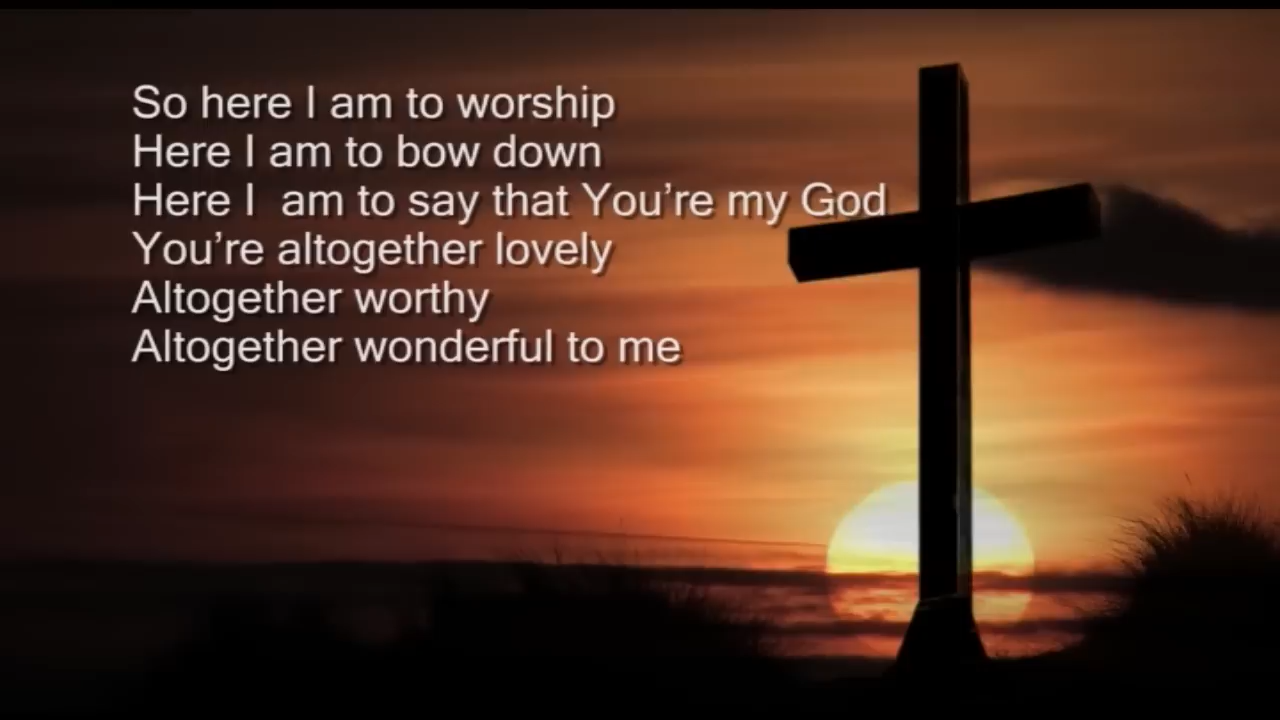 So here I am to worship
Here I am to bow down
Here I  am to say that You’re my God
You’re altogether lovely
Altogether worthy
Altogether wonderful to me